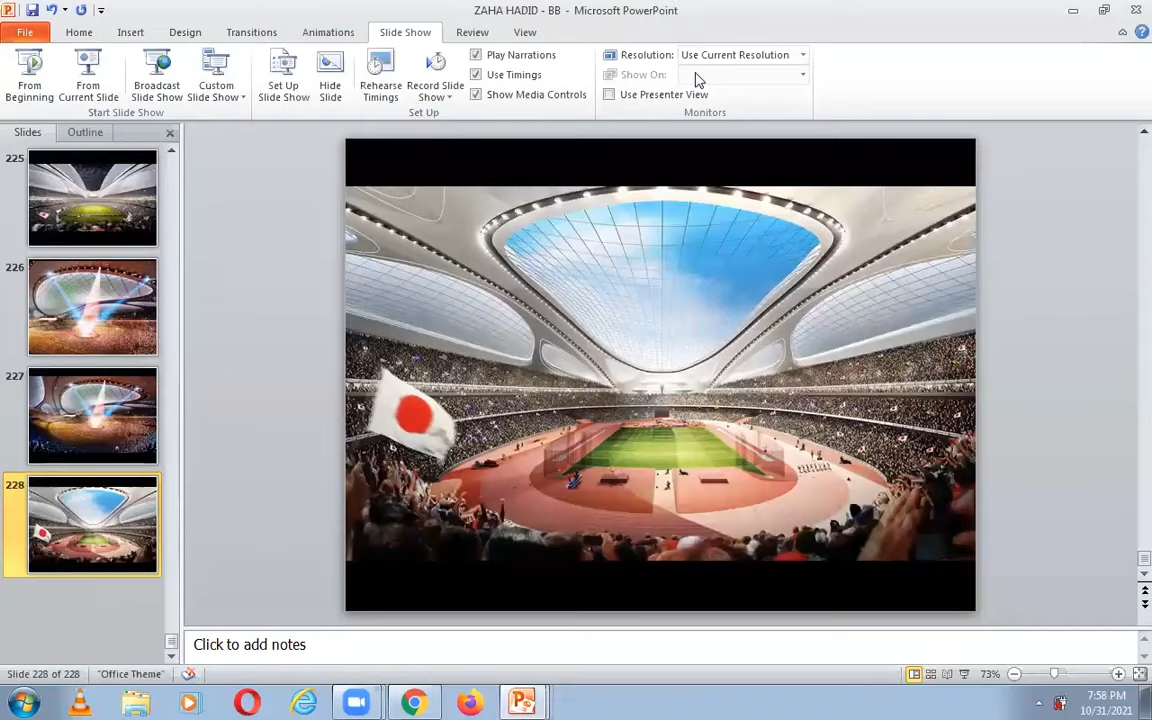 ZAHA HADID - BB - Microsoft PowerPoint
File Home Insert Design Transitions Animations Slide Show Review View
From Beginning
From Current Slide
Broadcast Slide Show
Custom Slide Show
Start Slide Show
Set Up Slide Show
Hide Slide
Rehearse Timings
Record Slide Show
Play Narrations
Use Timings
Show Media Controls
Set Up
Resolution: Use Current Resolution
Show On:
Use Presenter View
Monitors
Slides Outline
225
226
227
228
Click to add notes
Slide 228 of 228 "Office Theme" 73%
7:58 PM
10/31/2021